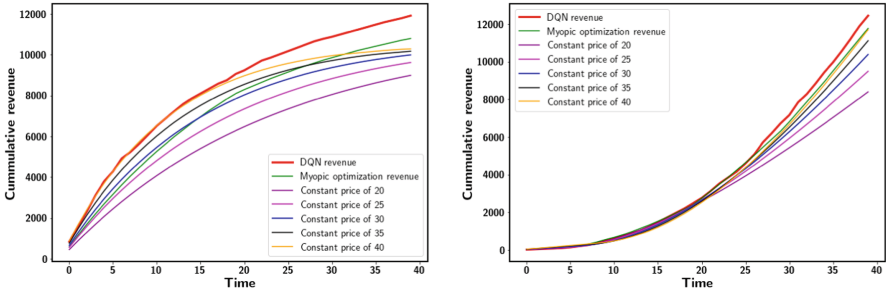 Cummulative revenue
12000
10000
8000
6000
4000
2000
0
DQN revenue
Myopic optimization revenue
Constant price of 20
Constant price of 25
Constant price of 30
Constant price of 35
Constant price of 40
0 5 10 15 20 25 30 35 40
Time
Cummulative revenue
12000
10000
8000
6000
4000
2000
0
DQN revenue
Myopic optimization revenue
Constant price of 20
Constant price of 25
Constant price of 30
Constant price of 35
Constant price of 40
0 5 10 15 20 25 30 35 40
Time